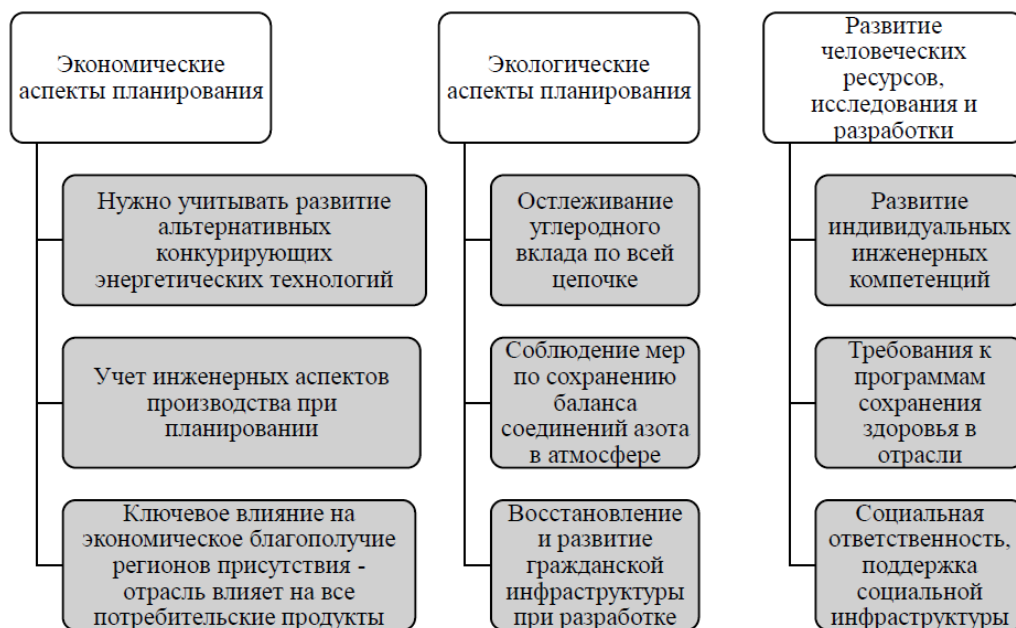 Экономические
аспекты планирования
Нужно учитывать развитие
альтернативных
конкурирующих
энергетических технологий
Учет инженерных аспектов
производства при
планировании
Ключевое влияние на
экономическое благополучие
регионов присутствия -
отрасль влияет на все
потребительские продукты
Экологические
аспекты планирования
Остлеживание
углеродного
вклада по всей
цепочке
Соблюдение мер
по сохранению
баланса
соединений азота
в атмосфере
Восстановление
и развитие
гражданской
инфраструктуры
при разработке
Развитие
человеческих
ресурсов,
исследования и
разработки
Развитие
индивидуальных
инженерных
компетенций
Требования к
программам
сохранения
здоровья в
отрасли
Социальная
ответственность,
поддержка
социальной
инфраструктуры